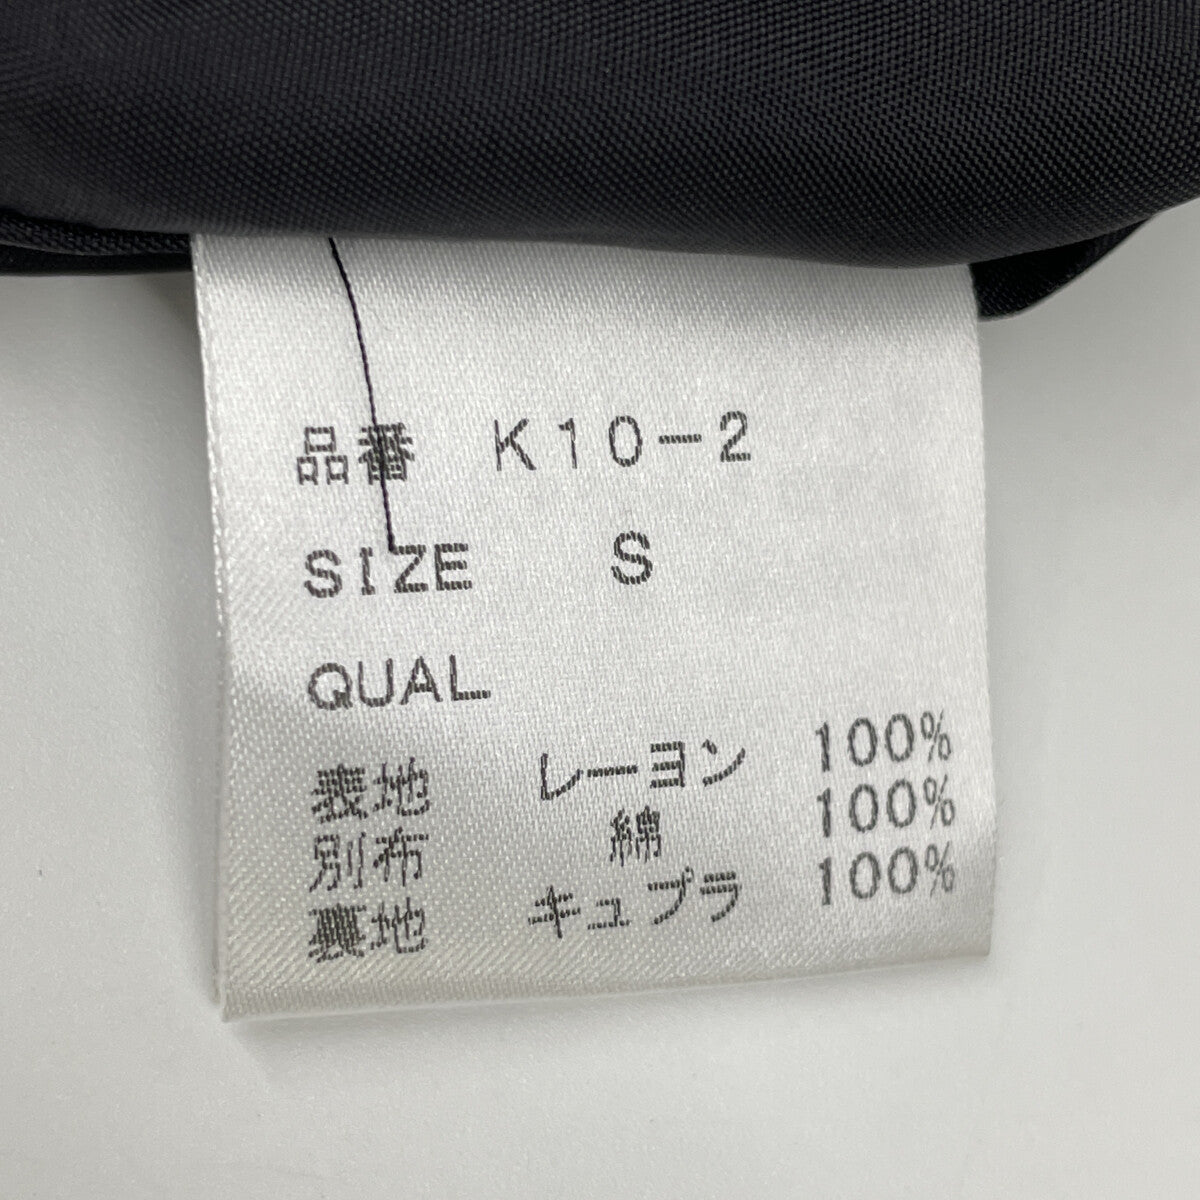 品番 K10-2
SIZE S
QUAL
表地 レーヨン 100%
別布 綿 100%
裏地 キュプラ 100%